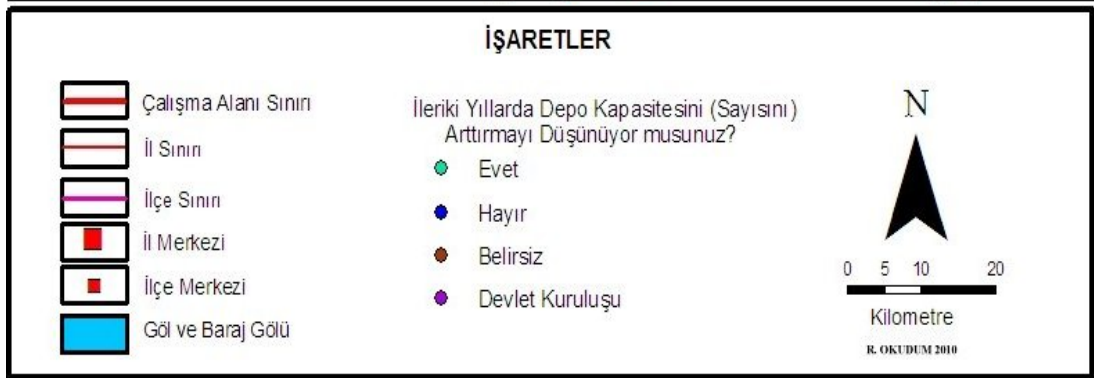 İŞARETLER
Çalışma Alanı Sınırı
İl Sınırı
İlçe Sınırı
İl Merkezi
İlçe Merkezi
Göl ve Baraj Gölü
İleriki Yıllarda Depo Kapasitesini (Sayısını)
Arttırmayı Düşünüyor musunuz?
Evet
Hayır
Belirsiz
Devlet Kuruluşu
N
0 5 10 20
Kilometre
R. OKUDUM 2010